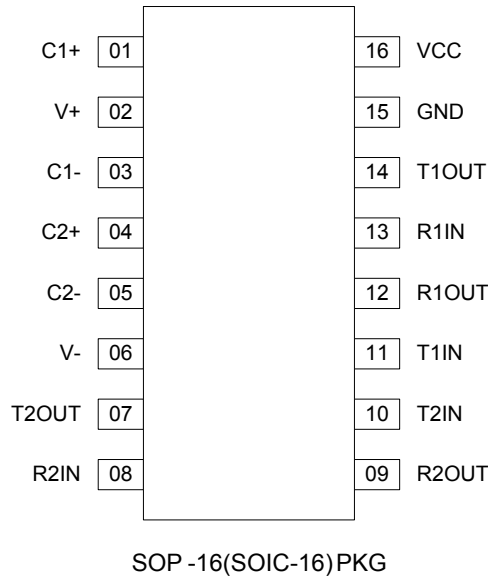 C1+ 01 16 VCC
V+ 02 15 GND
C1- 03 14 T1OUT
C2+ 04 13 R1IN
C2- 05 12 R1OUT
V- 06 11 T1IN
T2OUT 07 10 T2IN
R2IN 08 09 R2OUT
SOP -16(SOIC-16) PKG